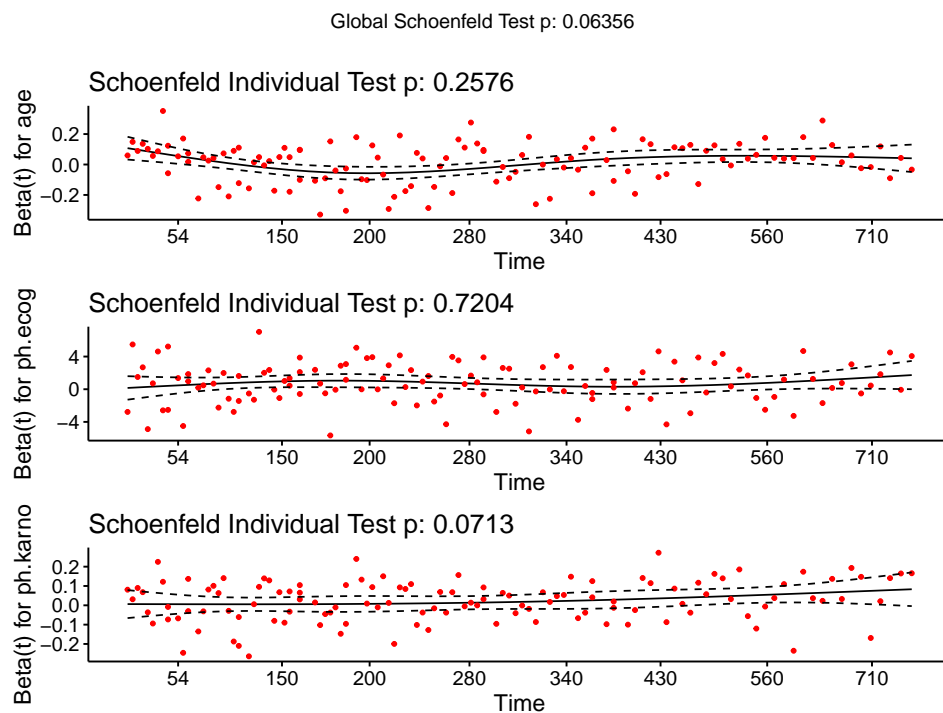 Global Schoenfeld Test p: 0.06356
Schoenfeld Individual Test p: 0.2576
Beta(t) for age
0.2
0.0
−0.2
54 150 200 280 340 430 560 710
Time
Schoenfeld Individual Test p: 0.7204
Beta(t) for ph.ecog
4
0
−4
54 150 200 280 340 430 560 710
Time
Schoenfeld Individual Test p: 0.0713
Beta(t) for ph.karno
0.2
0.1
0.0
−0.1
−0.2
54 150 200 280 340 430 560 710
Time